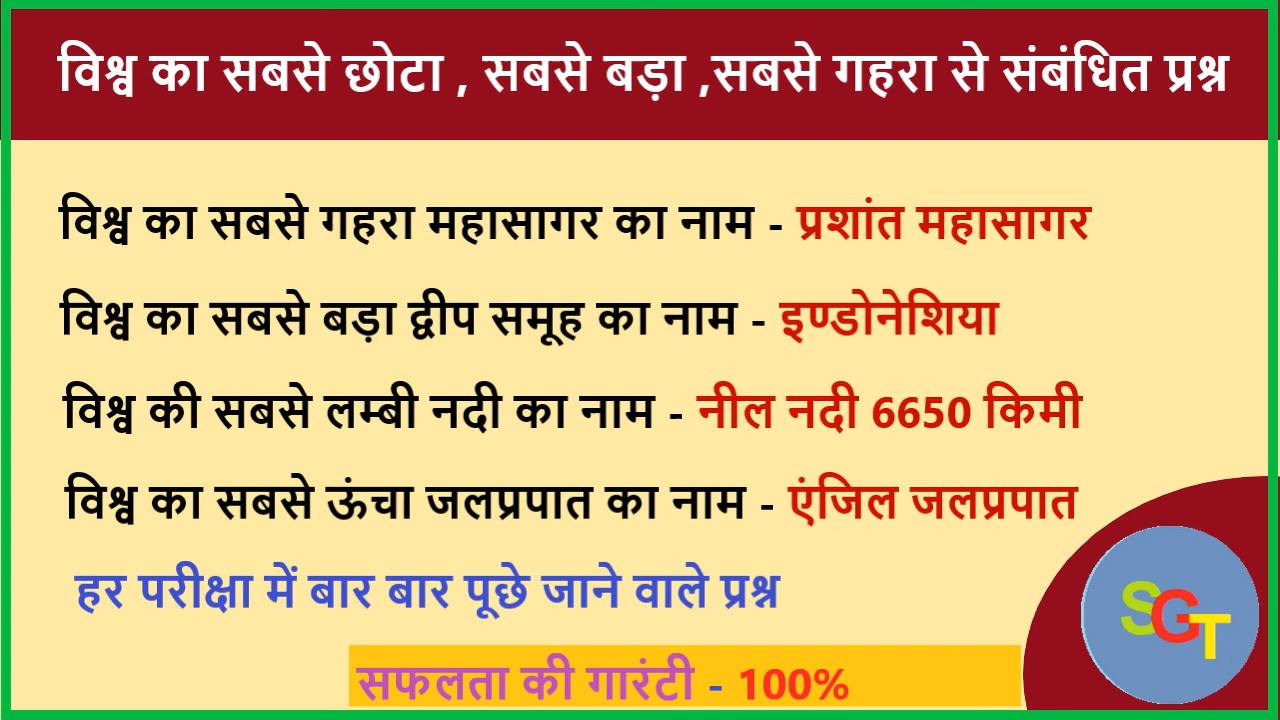 विश्व का सबसे छोटा , सबसे बड़ा ,सबसे गहरा से संबंधित प्रश्न
विश्व का सबसे गहरा महासागर का नाम - प्रशांत महासागर
विश्व का सबसे बड़ा द्वीप समूह का नाम - इण्डोनेशिया
विश्व की सबसे लम्बी नदी का नाम - नील नदी 6650 किमी
विश्व का सबसे ऊंचा जलप्रपात का नाम - एंजिल जलप्रपात
हर परीक्षा में बार बार पूछे जाने वाले प्रश्न
SGT
सफलता की गारंटी - 100%